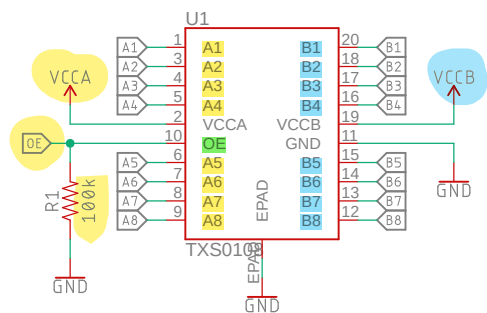 U1
A1 1 A1 B1 20 B1
A2 3 A2 B2 18 B2
VCCA A3 4 A3 B3 17 B3 VCCB
A4 5 A4 B4 16 B4
2 VCCA VCCB 19
OE 10 OE GND 11
A5 6 A5 B5 15 B5
R1 100k A6 7 A6 EPAD B6 14 B6 GND
A7 8 A7 B7 13 B7
A8 9 A8 B8 12 B8
TXS0108
EPAD
GND
GND